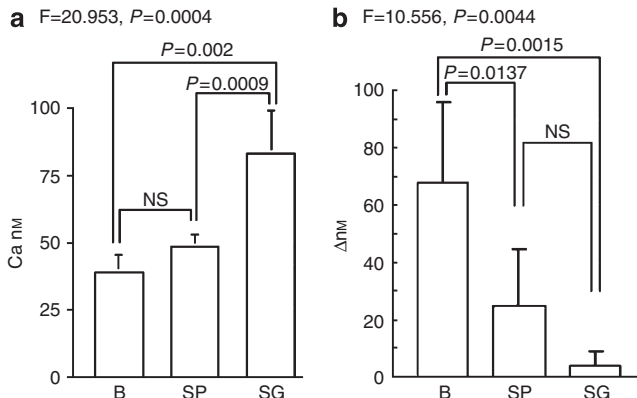 a F=20.953, P=0.0004
P=0.002
P=0.0009
NS
100
75
50
25
0
Ca nM
B SP SG
b F=10.556, P=0.0044
P=0.0015
P=0.0137
NS
100
80
60
40
20
0
ΔnM
B SP SG